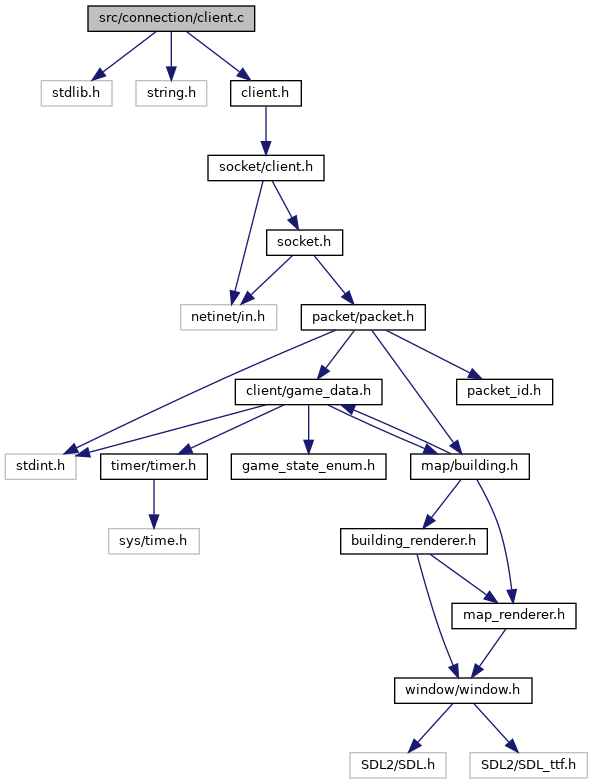 src/connection/client.c
stdlib.h
string.h
client.h
socket/client.h
socket.h
netinet/in.h
packet/packet.h
client/game_data.h
packet_id.h
stdint.h
timer/timer.h
game_state_enum.h
map/building.h
sys/time.h
building_renderer.h
map_renderer.h
window/window.h
SDL2/SDL.h
SDL2/SDL_ttf.h